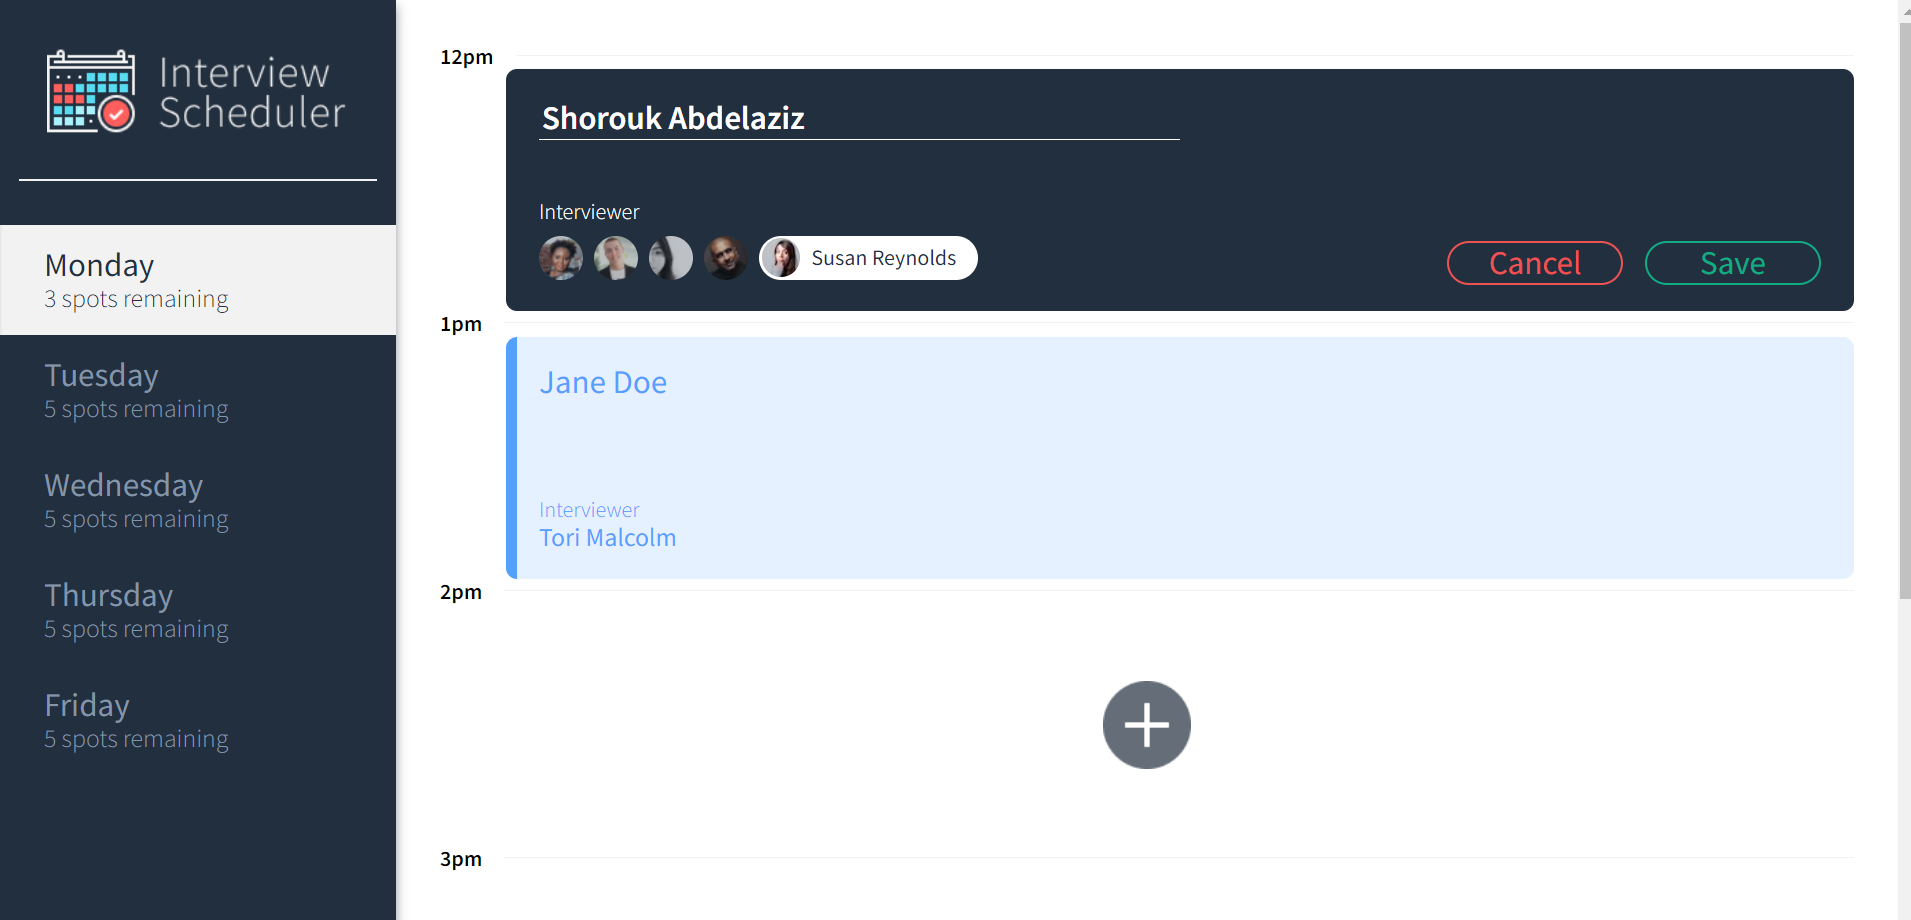 Interview
Scheduler
Monday
3 spots remaining
Tuesday
5 spots remaining
Wednesday
5 spots remaining
Thursday
5 spots remaining
Friday
5 spots remaining
12pm
Shorouk Abdelaziz
Interviewer
Susan Reynolds
Cancel
Save
1pm
Jane Doe
Interviewer
Tori Malcolm
2pm
3pm